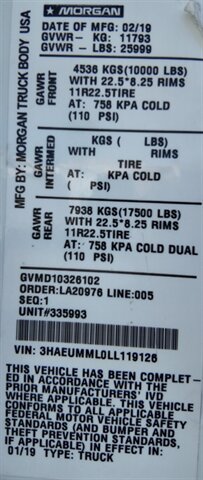 ★ MORGAN
DATE OF MFG: 02/19
GVWR- KG: 11793
GVWR - LBS: 25999
MFG BY: MORGAN TRUCK BODY USA
GAWR
FRONT
4536 KGS(10000 LBS)
WITH 22.5*8.25 RIMS
11R22.5TIRE
AT: 758 KPA COLD
(110 PSI)
GAWR
INTERMED
KGS ( LBS)
WITH RIMS
TIRE
AT: KPA COLD
( PSI)
GAWR
REAR
7938 KGS(17500 LBS)
WITH 22.5*8.25 RIMS
11R22.5TIRE
AT: 758 KPA COLD DUAL
(110 PSI)
GVMD10326102
ORDER:LA20976 LINE:005
SEQ:1
UNIT#335993
VIN: 3HAEUMML0LL119126
THIS VEHICLE HAS BEEN COMPLET-
ED IN ACCORDANCE WITH THE
PRIOR MANUFACTURERS' IVD
WHERE APPLICABLE. THIS VEHICLE
CONFORMS TO ALL APPLICABLE
FEDERAL MOTOR VEHICLE SAFETY
STANDARDS (AND BUMPER AND
THEFT PREVENTION STANDARDS,
IF APPLICABLE) IN EFFECT IN:
01/19 TYPE: TRUCK